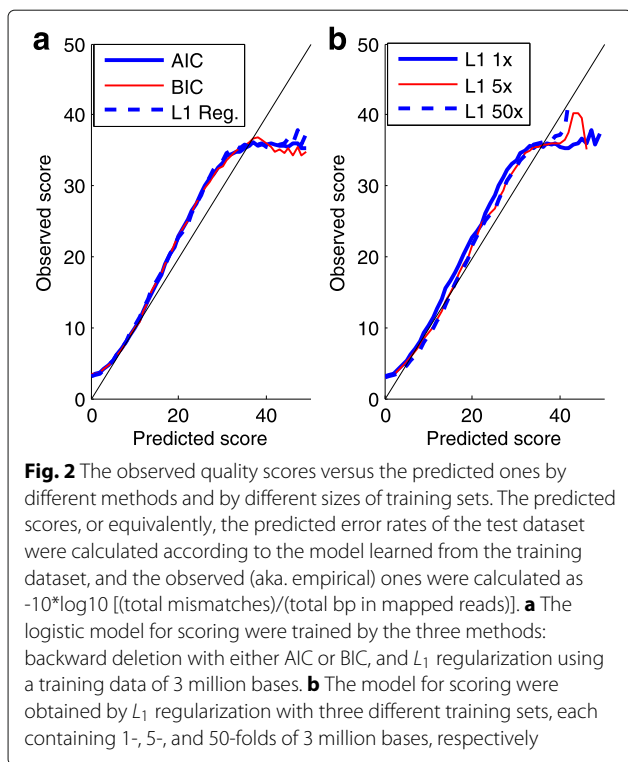 a
50
40
30
20
10
0
Observed score
AIC
BIC
L1 Reg.
0 20 40
Predicted score
b
50
40
30
20
10
0
Observed score
L1 1x
L1 5x
L1 50x
0 20 40
Predicted score
Fig. 2 The observed quality scores versus the predicted ones by
different methods and by different sizes of training sets. The predicted
scores, or equivalently, the predicted error rates of the test dataset
were calculated according to the model learned from the training
dataset, and the observed (aka. empirical) ones were calculated as
-10*log10 [(total mismatches)/(total bp in mapped reads)]. a The
logistic model for scoring were trained by the three methods:
backward deletion with either AIC or BIC, and L1 regularization using
a training data of 3 million bases. b The model for scoring were
obtained by L1 regularization with three different training sets, each
containing 1-, 5-, and 50-folds of 3 million bases, respectively